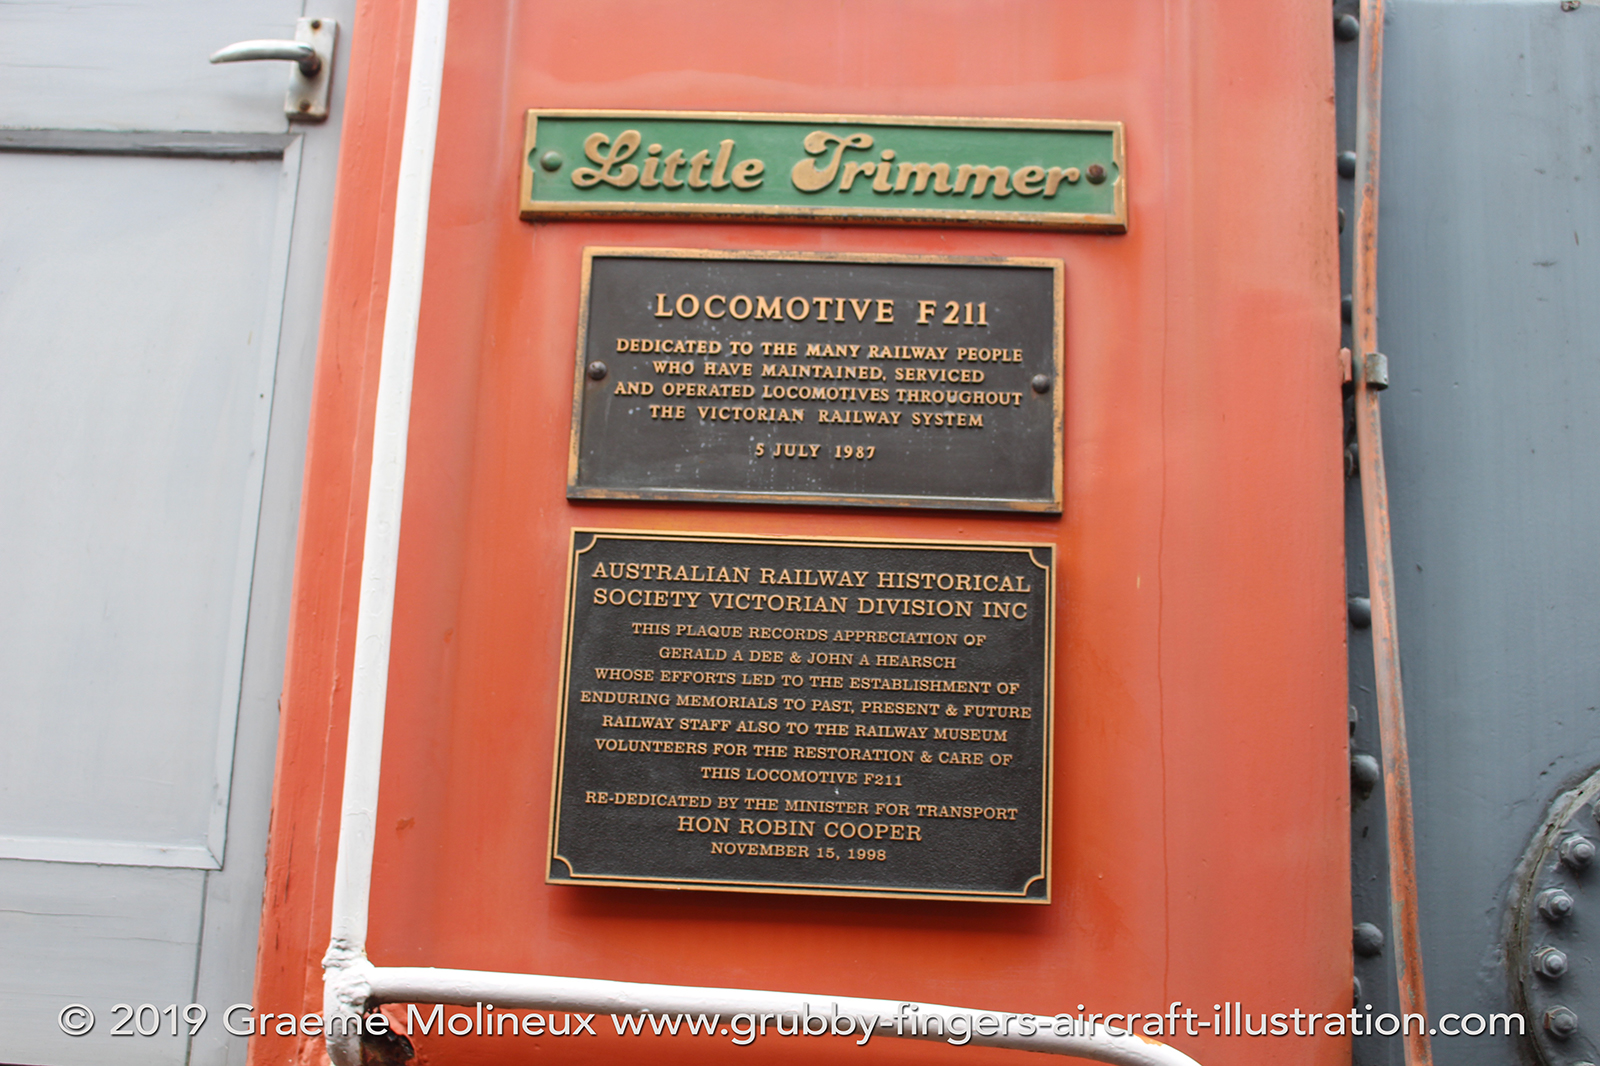 Little Trimmer
LOCOMOTIVE F211
DEDICATED TO THE MANY RAILWAY PEOPLE
WHO HAVE MAINTAINED, SERVICED
AND OPERATED LOCOMOTIVES THROUGHOUT
THE VICTORIAN RAILWAY SYSTEM
5 JULY 1987
AUSTRALIAN RAILWAY HISTORICAL
SOCIETY VICTORIAN DIVISION INC
THIS PLAQUE RECORDS APPRECIATION OF
GERALD A DEE & JOHN A HEARSCH
WHOSE EFFORTS LED TO THE ESTABLISHMENT OF
ENDURING MEMORIALS TO PAST, PRESENT & FUTURE
RAILWAY STAFF ALSO TO THE RAILWAY MUSEUM
VOLUNTEERS FOR THE RESTORATION & CARE OF
THIS LOCOMOTIVE F211
RE-DEDICATED BY THE MINISTER FOR TRANSPORT
HON ROBIN COOPER
NOVEMBER 15, 1998
© 2019 Graeme Molineux www.grubby-fingers-aircraft-illustration.com